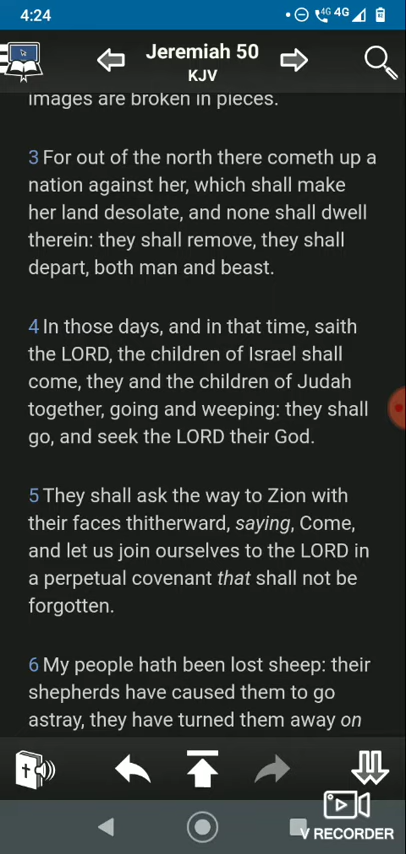 4:24
4G 4G
Jeremiah 50
KJV
images are broken in pieces.
3 For out of the north there cometh up a
nation against her, which shall make
her land desolate, and none shall dwell
therein: they shall remove, they shall
depart, both man and beast.
4 In those days, and in that time, saith
the LORD, the children of Israel shall
come, they and the children of Judah
together, going and weeping: they shall
go, and seek the LORD their God.
5 They shall ask the way to Zion with
their faces thitherward, saying, Come,
and let us join ourselves to the LORD in
a perpetual covenant that shall not be
forgotten.
6 My people hath been lost sheep: their
shepherds have caused them to go
astray, they have turned them away on
V RECORDER